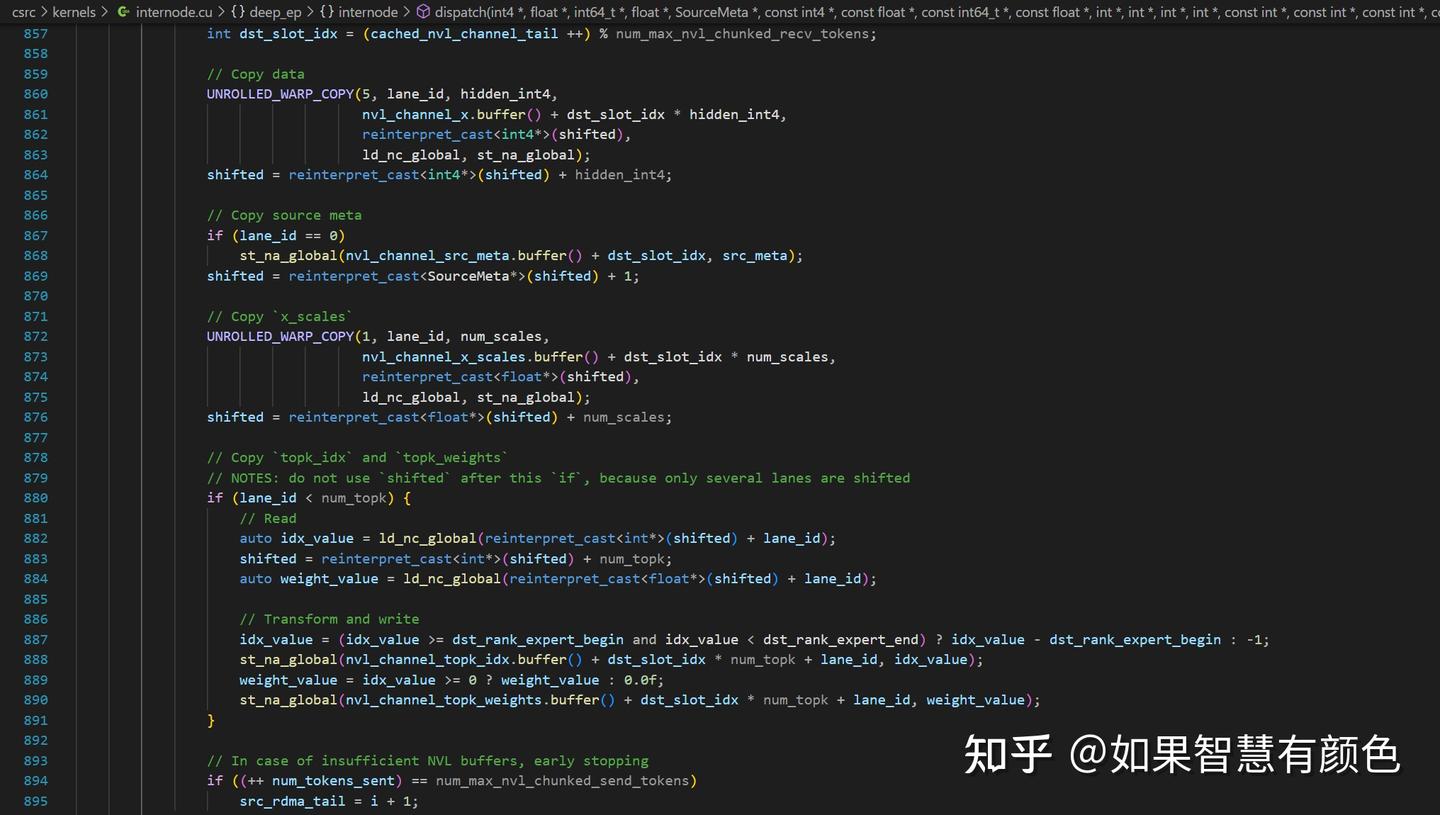 csrc > kernels > internode.cu > {} deep_ep > {} internode > dispatch(int4 *, float *, int64_t *, float *, SourceMeta *, const int4 *, const float *, const int64_t *, const float *, int *, int *, int *, int *, const int *, const int *, const int *, c
857 int dst_slot_idx = (cached_nvl_channel_tail ++) % num_max_nvl_chunked_recv_tokens;
858
859 // Copy data
860 UNROLLED_WARP_COPY(5, lane_id, hidden_int4,
861 nvl_channel_x.buffer() + dst_slot_idx * hidden_int4,
862 reinterpret_cast<int4*>(shifted),
863 ld_nc_global, st_na_global);
864 shifted = reinterpret_cast<int4*>(shifted) + hidden_int4;
865
866 // Copy source meta
867 if (lane_id == 0)
868 st_na_global(nvl_channel_src_meta.buffer() + dst_slot_idx, src_meta);
869 shifted = reinterpret_cast<SourceMeta*>(shifted) + 1;
870
871 // Copy `x_scales`
872 UNROLLED_WARP_COPY(1, lane_id, num_scales,
873 nvl_channel_x_scales.buffer() + dst_slot_idx * num_scales,
874 reinterpret_cast<float*>(shifted),
875 ld_nc_global, st_na_global);
876 shifted = reinterpret_cast<float*>(shifted) + num_scales;
877
878 // Copy `topk_idx` and `topk_weights`
879 // NOTES: do not use `shifted` after this `if`, because only several lanes are shifted
880 if (lane_id < num_topk) {
881 // Read
882 auto idx_value = ld_nc_global(reinterpret_cast<int*>(shifted) + lane_id);
883 shifted = reinterpret_cast<int*>(shifted) + num_topk;
884 auto weight_value = ld_nc_global(reinterpret_cast<float*>(shifted) + lane_id);
885
886 // Transform and write
887 idx_value = (idx_value >= dst_rank_expert_begin and idx_value < dst_rank_expert_end) ? idx_value - dst_rank_expert_begin : -1;
888 st_na_global(nvl_channel_topk_idx.buffer() + dst_slot_idx * num_topk + lane_id, idx_value);
889 weight_value = idx_value >= 0 ? weight_value : 0.0f;
890 st_na_global(nvl_channel_topk_weights.buffer() + dst_slot_idx * num_topk + lane_id, weight_value);
891 }
892
893 // In case of insufficient NVL buffers, early stopping
894 if ((++ num_tokens_sent) == num_max_nvl_chunked_send_tokens)
895 src_rdma_tail = i + 1;
知乎 @如果智慧有颜色